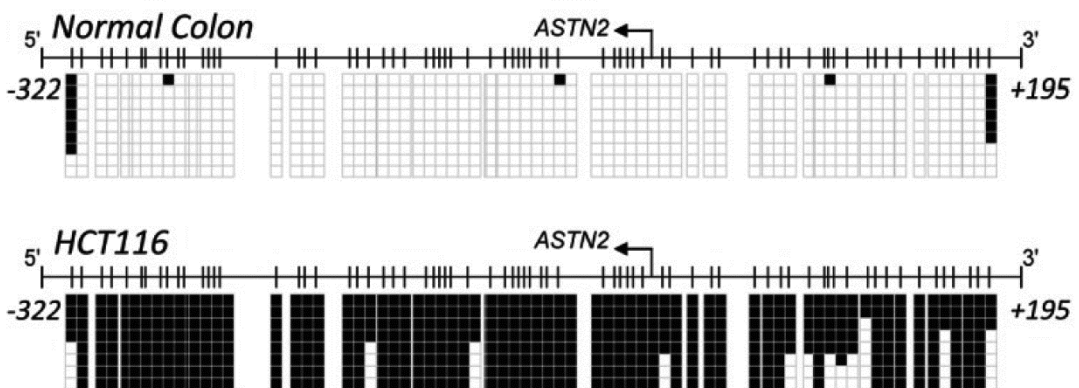 Normal Colon
ASTN2
5'
3'
-322
+195
HCT116
ASTN2
5'
3'
-322
+195